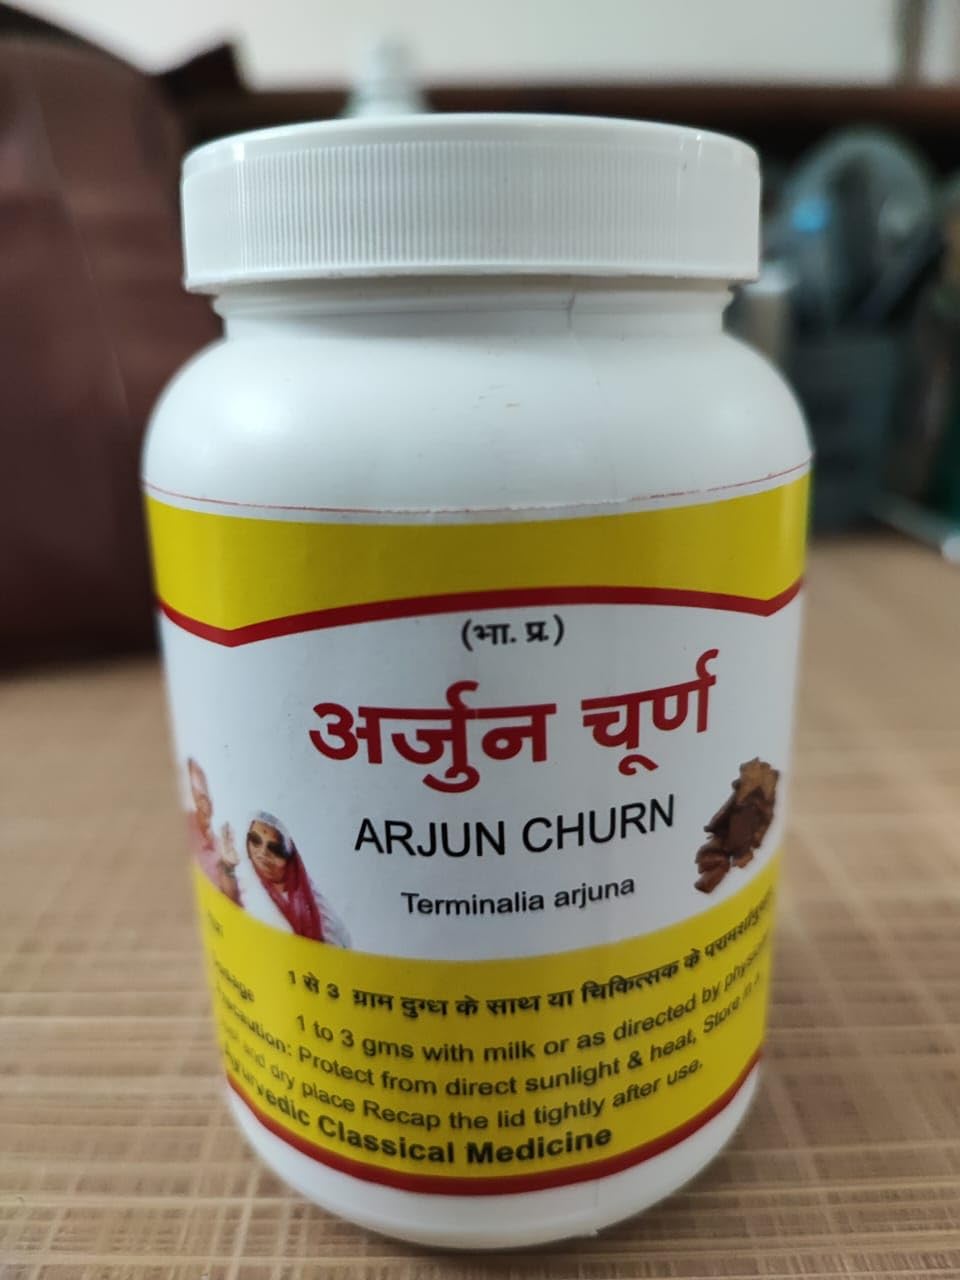 (भा. प्र.)
अर्जुन चूर्ण
ARJUN CHURN
Terminalia arjuna
1 से 3 ग्राम दुग्ध के साथ या चिकित्सक के
1 to 3 gms with milk or as directed by
Protect from direct sunlight & heat, Store in a
and dry place Recap the lid tightly after use.
Classical Medicine